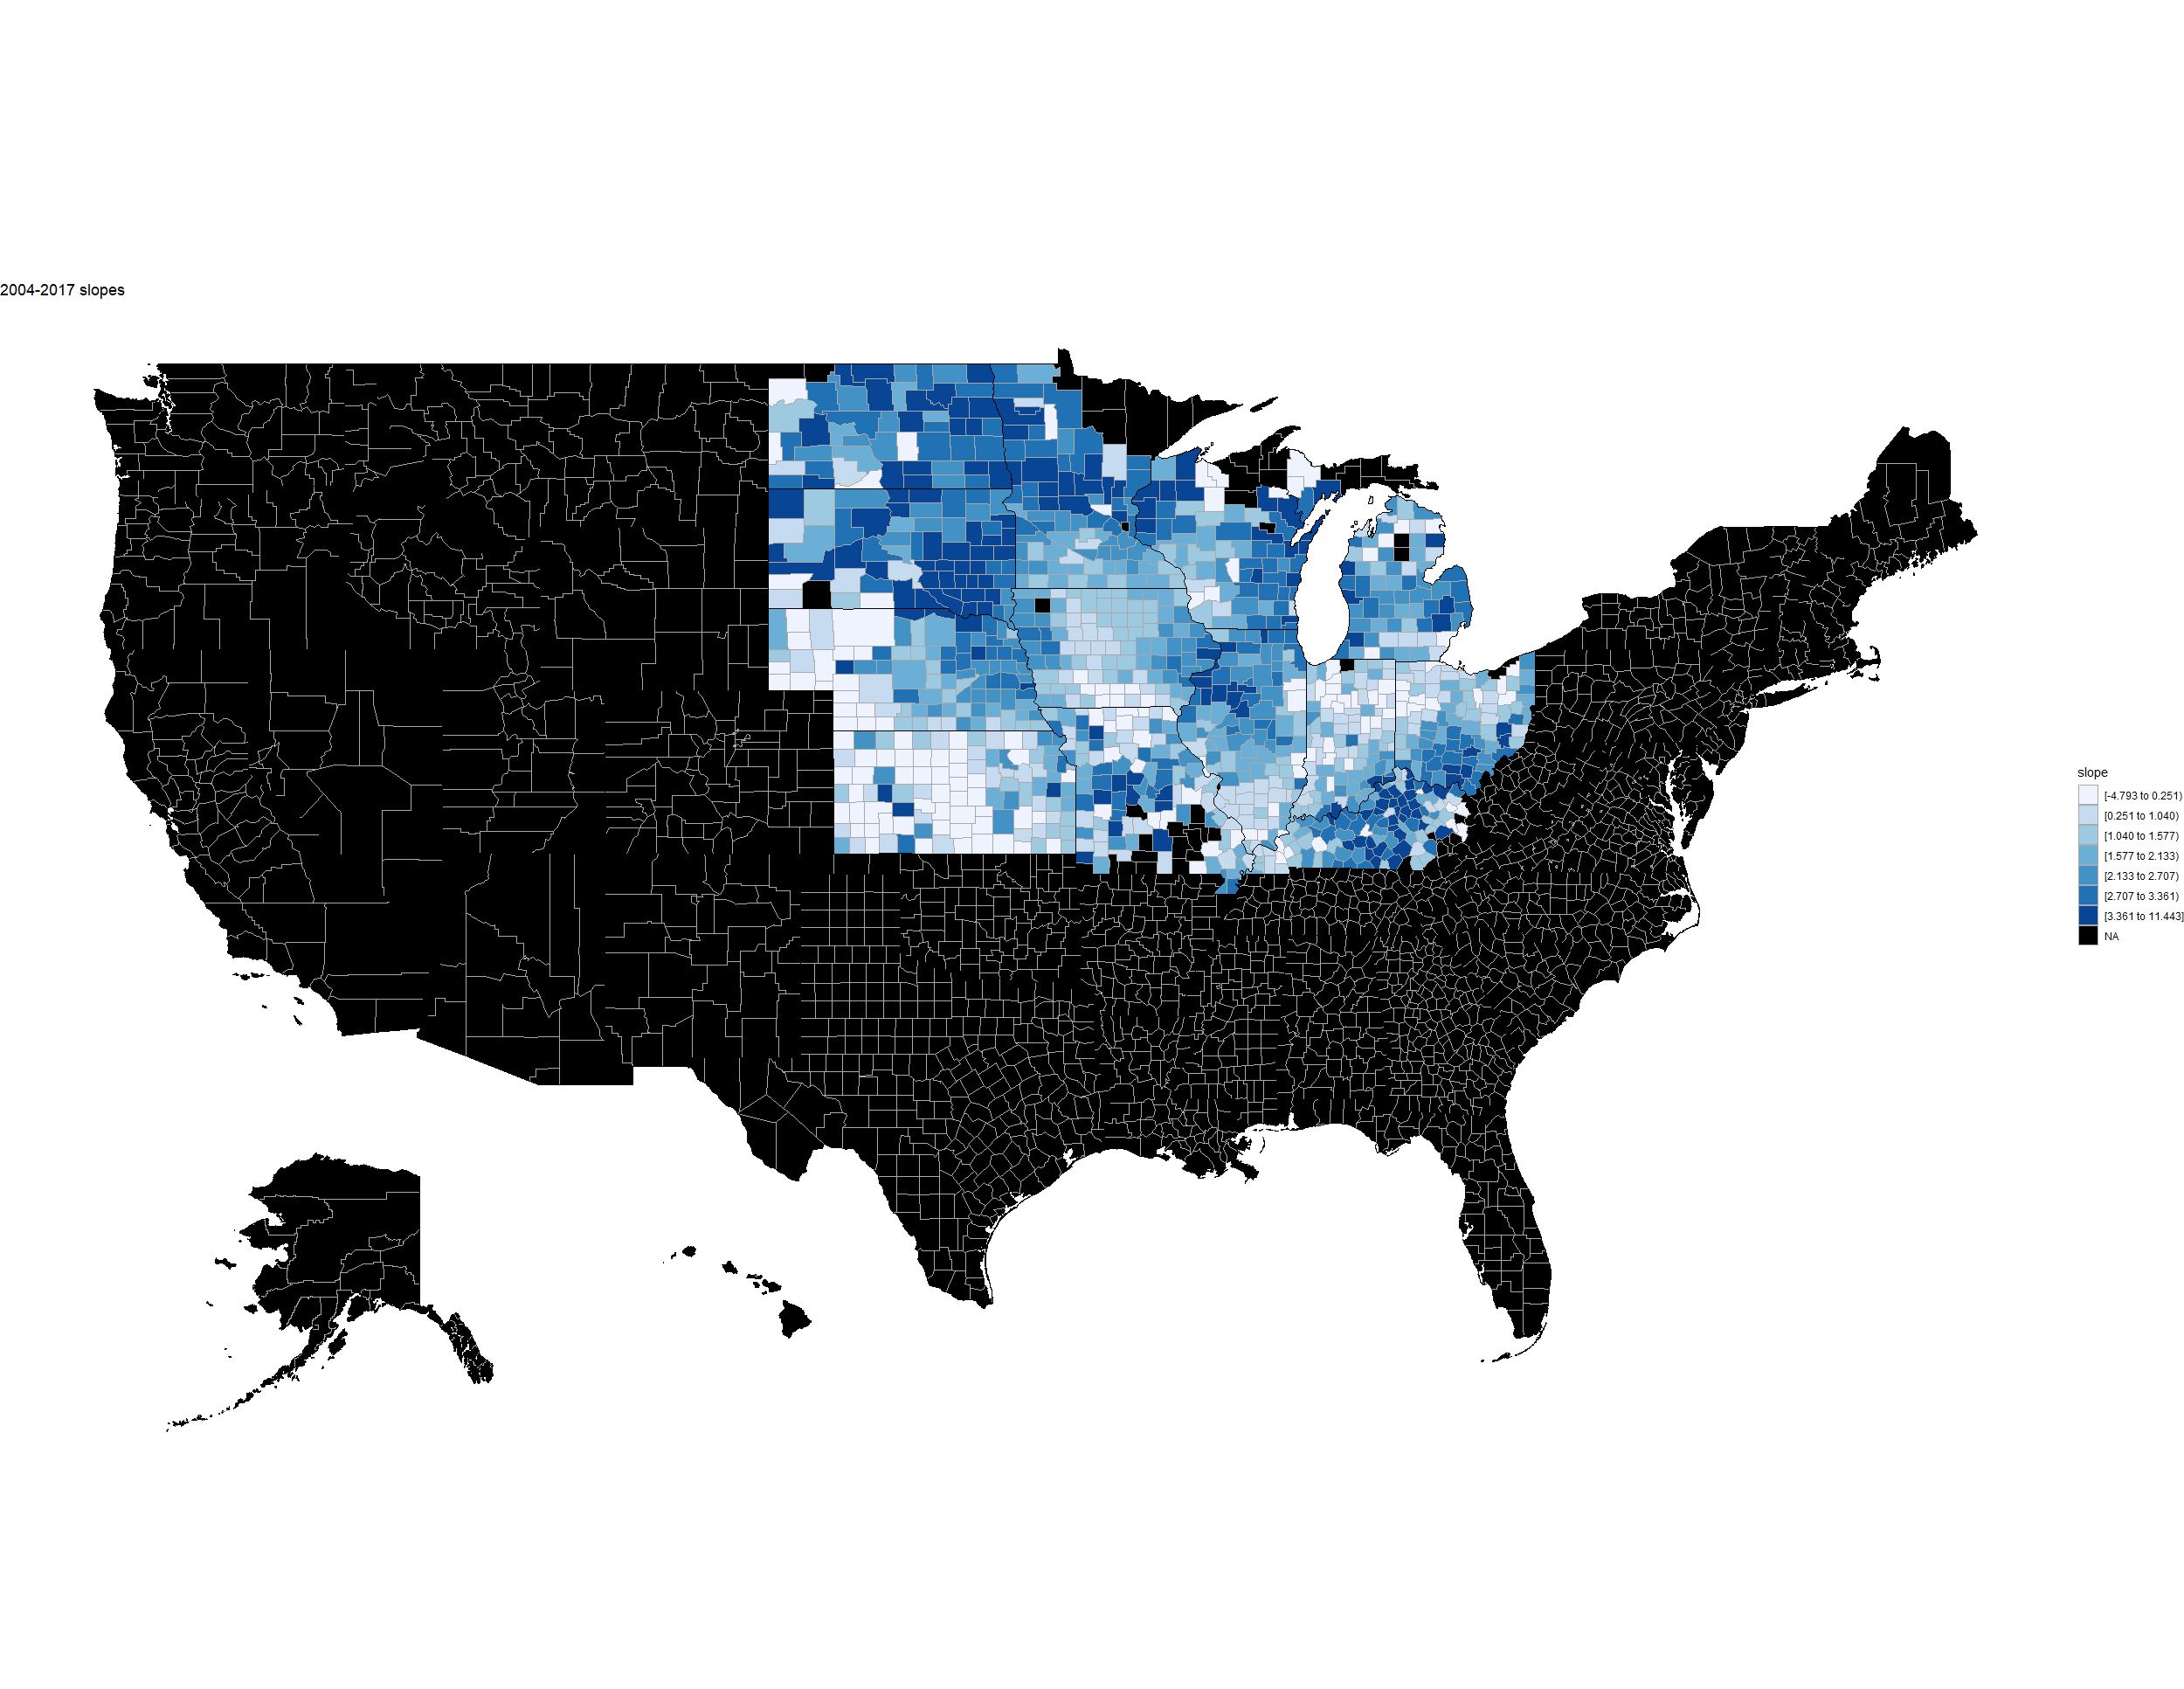 2004-2017 slopes
slope
[-4.793 to 0.251)
[0.251 to 1.040)
[1.040 to 1.577)
[1.577 to 2.133)
[2.133 to 2.707)
[2.707 to 3.361)
[3.361 to 11.443]
NA